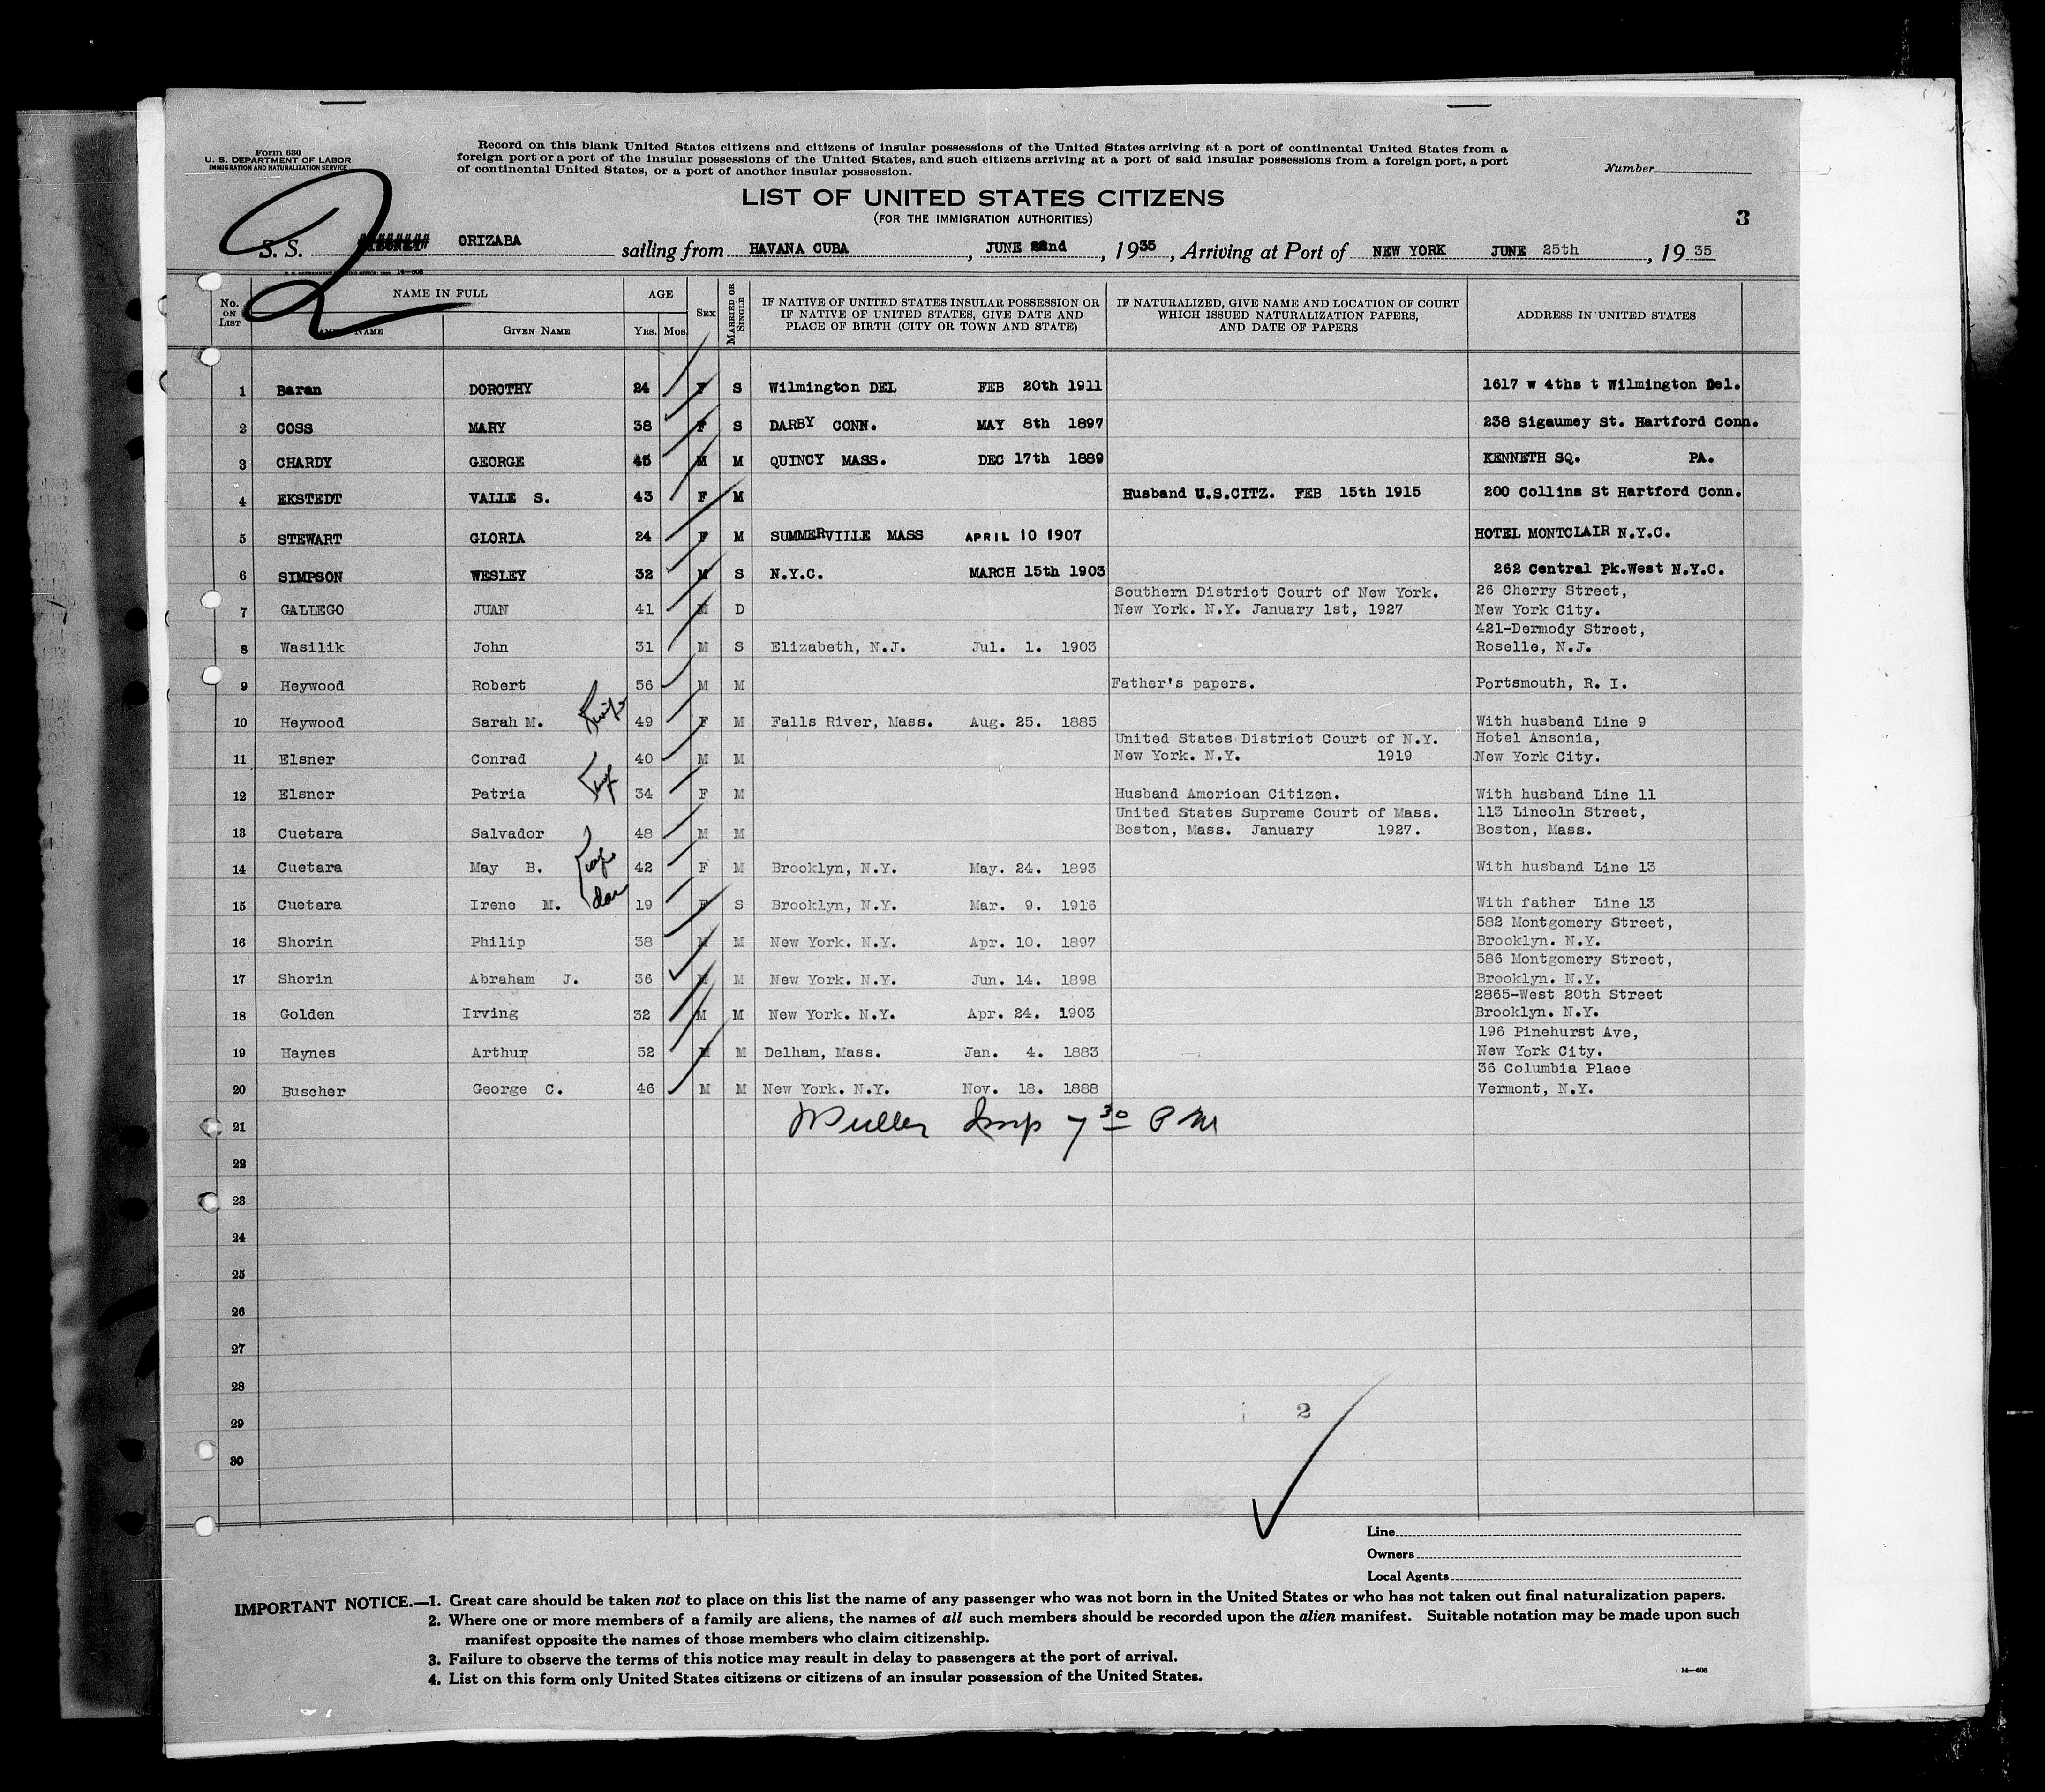 Form 630
U. S. DEPARTMENT OF LABOR
IMMIGRATION AND NATURALIZATION SERVICE
Record on this blank United States citizens and citizens of insular possessions of the United States arriving at a port of continental United States from a
foreign port or a port of the insular possessions of the United States, and such citizens arriving at a port of said insular possessions from a foreign port, a port
of continental United States, or a port of another insular possession.
Number
2
LIST OF UNITED STATES CITIZENS
(FOR THE IMMIGRATION AUTHORITIES)
3
S. S. ORIZABA sailing from HAVANA CUBA, JUNE 22nd, 1935, Arriving at Port of NEW YORK JUNE 25th, 1935
No. ON LIST NAME IN FULL AGE SEX MARRIED OR SINGLE IF NATIVE OF UNITED STATES INSULAR POSSESSION OR IF NATIVE OF UNITED STATES, GIVE DATE AND PLACE OF BIRTH (CITY OR TOWN AND STATE) IF NATURALIZED, GIVE NAME AND LOCATION OF COURT WHICH ISSUED NATURALIZATION PAPERS, AND DATE OF PAPERS ADDRESS IN UNITED STATES
NAME GIVEN NAME YRS. MOS.
1 Baran DOROTHY 24 F S Wilmington DEL FEB 20th 1911 1617 w 4ths t Wilmington Del.
2 COSS MARY 38 F S DARBY CONN. MAY 8th 1897 238 Sigaumey St. Hartford Conn.
3 CHARDY GEORGE 45 M M QUINCY MASS. DEC 17th 1889 KENNETH SQ. PA.
4 EKSTEDT VALLE S. 43 F M Husband U.S.CITZ. FEB 15th 1915 200 Collins St Hartford Conn.
5 STEWART GLORIA 24 F M SUMMERVILLE MASS APRIL 10 1907 HOTEL MONTCLAIR N.Y.C.
6 SIMPSON WESLEY 32 M S N.Y.C. MARCH 15th 1903 262 Central Pk.West N.Y.C.
Southern District Court of New York. 26 Cherry Street,
7 GALLEGO JUAN 41 M D New York. N.Y. January 1st, 1927 New York City.
421-Dermody Street,
8 Wasilik John 31 M S Elizabeth, N.J. Jul. 1. 1903 Roselle, N.J.
9 Heywood Robert 56 M M Father's papers. Portsmouth, R. I.
10 Heywood Sarah M. wife 49 F M Falls River, Mass. Aug. 25. 1885 With husband Line 9
United States District Court of N.Y. Hotel Ansonia,
11 Elsner Conrad 40 M M New York. N.Y. 1919 New York City.
12 Elsner Patria wife 34 F M Husband American Citizen. With husband Line 11
United States Supreme Court of Mass. 113 Lincoln Street,
13 Cuetara Salvador 48 M M Boston, Mass. January 1927. Boston, Mass.
14 Cuetara May B. wife 42 F M Brooklyn, N.Y. May. 24. 1893 With husband Line 13
15 Cuetara Irene M. dau 19 F S Brooklyn, N.Y. Mar. 9. 1916 With father Line 13
582 Montgomery Street,
16 Shorin Philip 38 M M New York. N.Y. Apr. 10. 1897 Brooklyn. N.Y.
586 Montgomery Street,
17 Shorin Abraham J. 36 M M New York. N.Y. Jun. 14. 1898 Brooklyn. N.Y.
2865-West 20th Street
18 Golden Irving 32 M M New York. N.Y. Apr. 24. 1903 Brooklyn. N.Y.
196 Pinehurst Ave,
19 Haynes Arthur 52 M M Delham, Mass. Jan. 4. 1883 New York City.
36 Columbia Place
20 Buscher George C. 46 M M New York. N.Y. Nov. 18. 1888 Vermont, N.Y.
21 Muller Insp 7 30 P M
22
23
24
25
26
27
28
29 2
30
Line
Owners
Local Agents
IMPORTANT NOTICE.—1. Great care should be taken not to place on this list the name of any passenger who was not born in the United States or who has not taken out final naturalization papers.
2. Where one or more members of a family are aliens, the names of all such members should be recorded upon the alien manifest. Suitable notation may be made upon such
manifest opposite the names of those members who claim citizenship.
3. Failure to observe the terms of this notice may result in delay to passengers at the port of arrival.
4. List on this form only United States citizens or citizens of an insular possession of the United States.
14—608